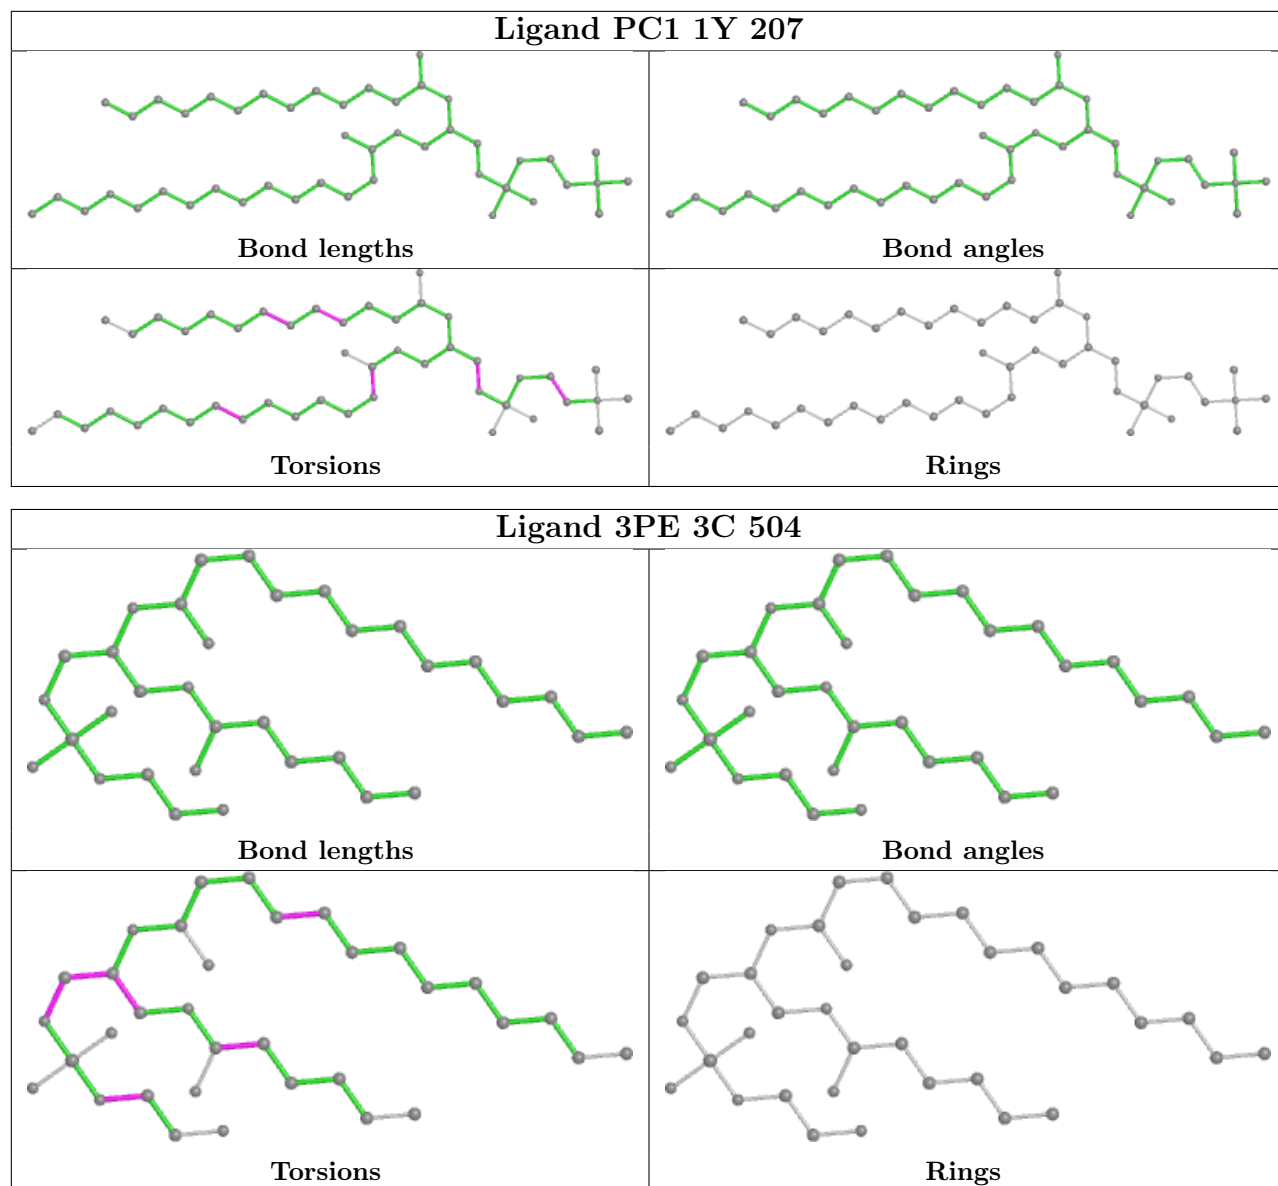 Ligand PC1 1Y 207
Bond lengths
Bond angles
Torsions
Rings
Ligand 3PE 3C 504
Bond lengths
Bond angles
Torsions
Rings